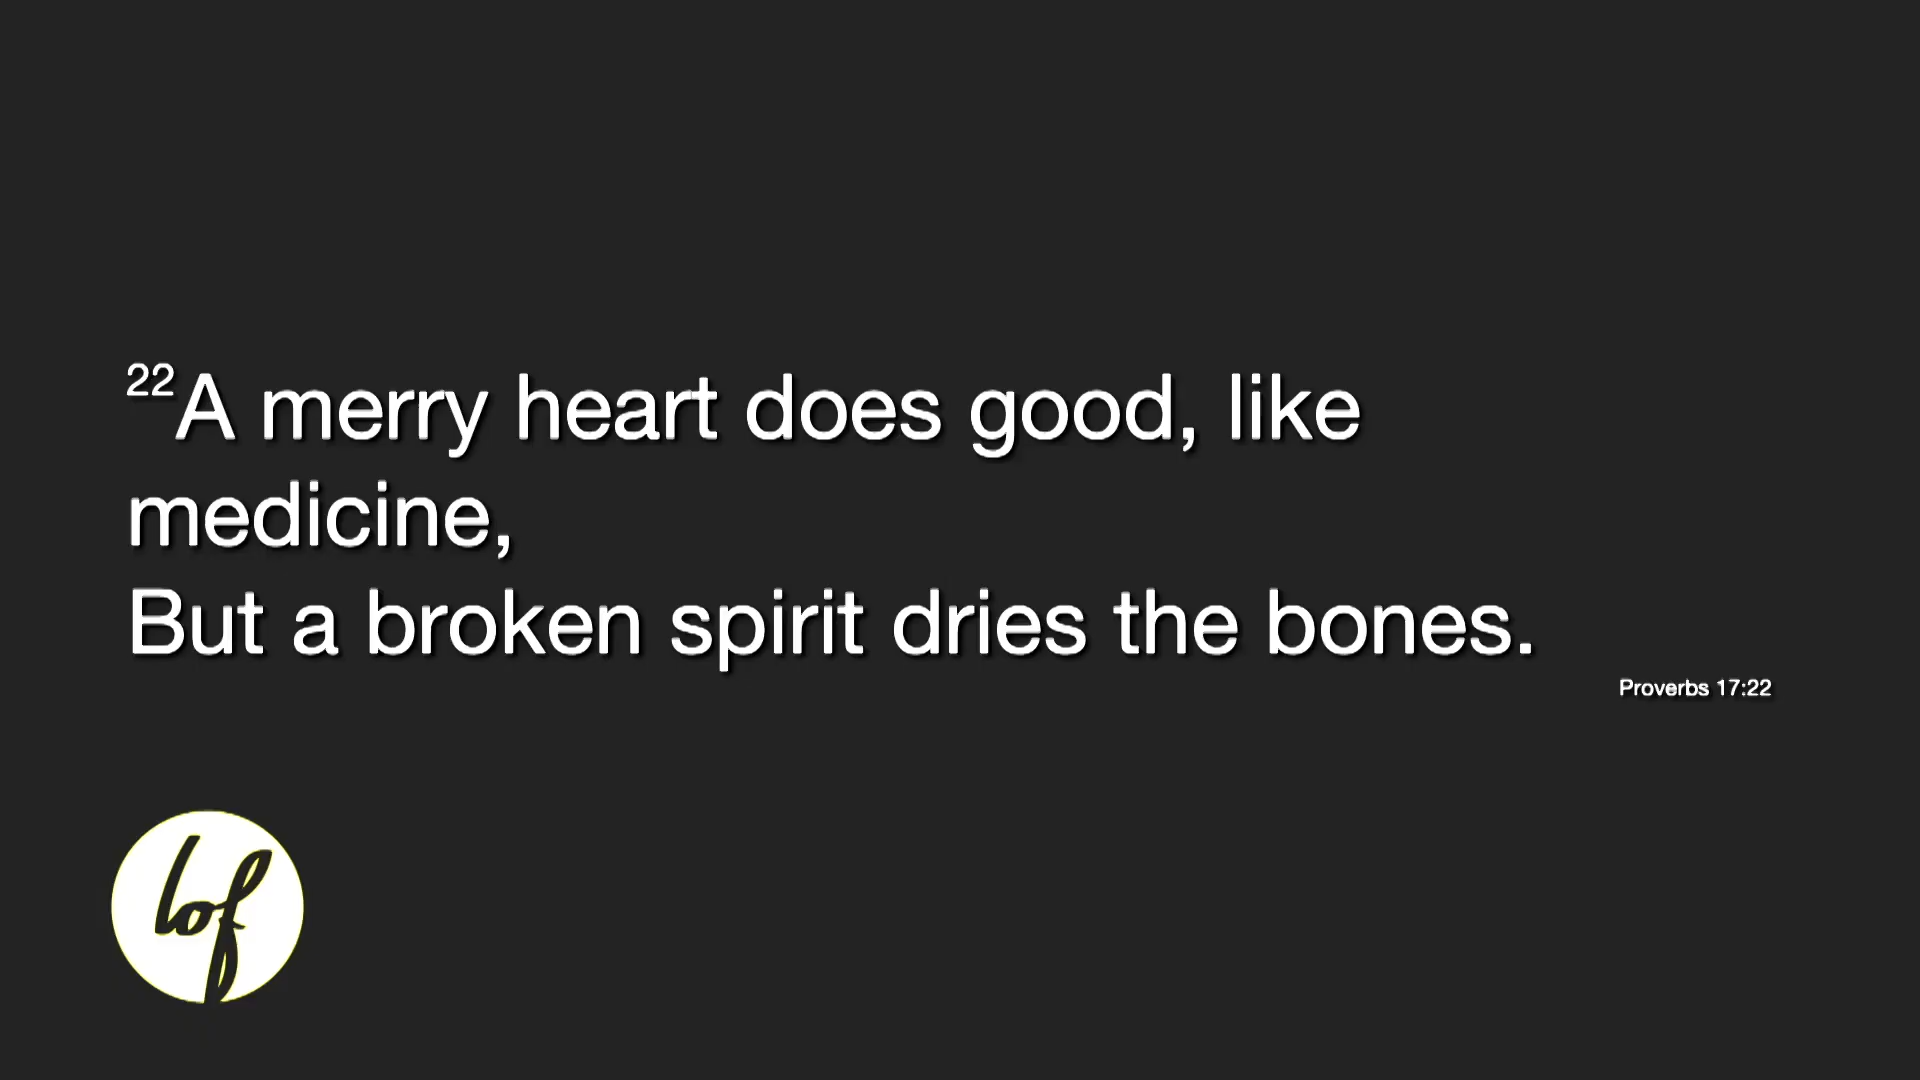 22A merry heart does good, like
medicine,
But a broken spirit dries the bones.
Proverbs 17:22
lof